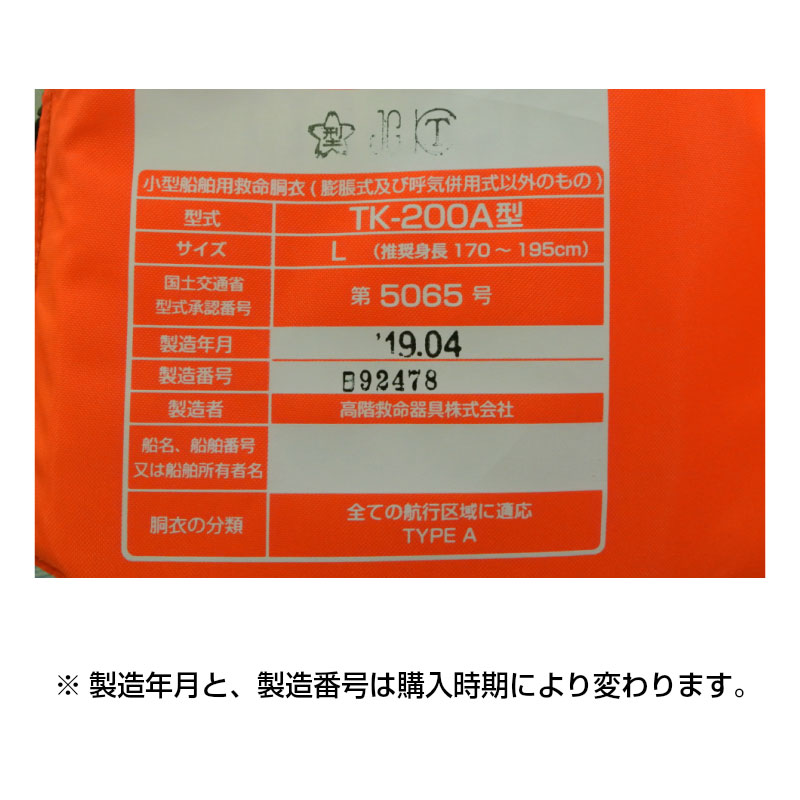 型 JG T
小型船舶用救命胴衣(膨脹式及び呼気併用式以外のもの)
型式 TK-200A型
サイズ L (推奨身長 170～195cm)
国土交通省
型式承認番号 第 5065 号
製造年月 '19.04
製造番号 B92478
製造者 高階救命器具株式会社
船名、船舶番号
又は船舶所有者名
胴衣の分類 全ての航行区域に適応
TYPE A
※ 製造年月と、製造番号は購入時期により変わります。